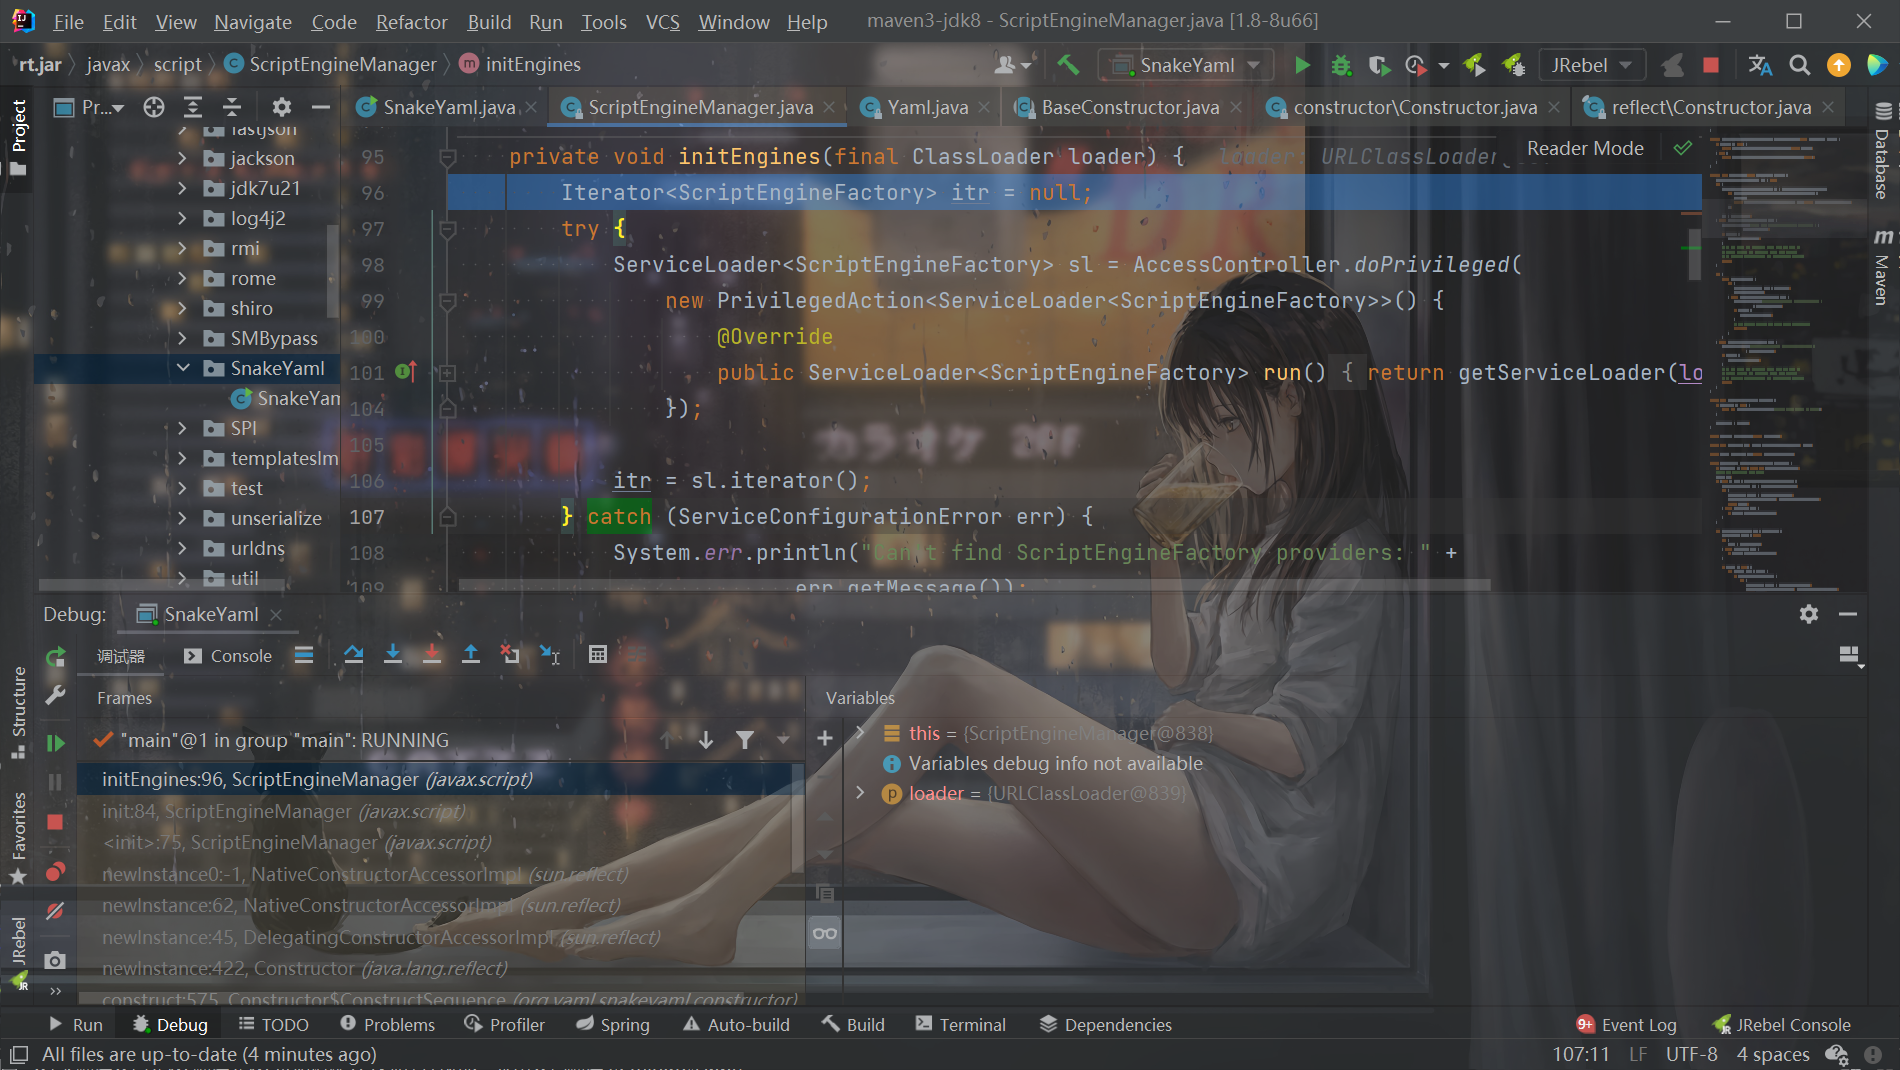 File Edit View Navigate Code Refactor Build Run Tools VCS Window Help maven3-jdk8 - ScriptEngineManager.java [1.8-8u66]
rt.jar javax script ScriptEngineManager initEngines SnakeYaml JRebel
Project Pr... SnakeYaml.java ScriptEngineManager.java Yaml.java BaseConstructor.java constructor\Constructor.java reflect\Constructor.java
Reader Mode
Database
Maven
fastjson
jackson
jdk7u21
log4j2
rmi
rome
shiro
SMBypass
SnakeYaml
SnakeYam
SPI
templatesIm
test
unserialize
urldns
util
95 private void initEngines(final ClassLoader loader) { loader: URLClassLoader
96 Iterator<ScriptEngineFactory> itr = null;
97 try {
98 ServiceLoader<ScriptEngineFactory> sl = AccessController.doPrivileged(
99 new PrivilegedAction<ServiceLoader<ScriptEngineFactory>>() {
100 @Override
101 public ServiceLoader<ScriptEngineFactory> run() { return getServiceLoader(lo
104 });
105
106 itr = sl.iterator();
107 } catch (ServiceConfigurationError err) {
108 System.err.println("Can't find ScriptEngineFactory providers: " +
109 err.getMessage());
カラオケ
Debug: SnakeYaml
调试器 Console
Frames
Variables
"main"@1 in group "main": RUNNING
initEngines:96, ScriptEngineManager (javax.script)
init:84, ScriptEngineManager (javax.script)
<init>:75, ScriptEngineManager (javax.script)
newInstance0:-1, NativeConstructorAccessorImpl (sun.reflect)
newInstance:62, NativeConstructorAccessorImpl (sun.reflect)
newInstance:45, DelegatingConstructorAccessorImpl (sun.reflect)
newInstance:422, Constructor (java.lang.reflect)
construct:575, Constructor$ConstructSequence (org.yaml.snakeyaml.constructor)
this = {ScriptEngineManager@838}
Variables debug info not available
loader = {URLClassLoader@839}
Structure
Favorites
JRebel
Run Debug TODO Problems Profiler Spring Auto-build Build Terminal Dependencies 9+ Event Log JRebel Console
All files are up-to-date (4 minutes ago) 107:11 LF UTF-8 4 spaces